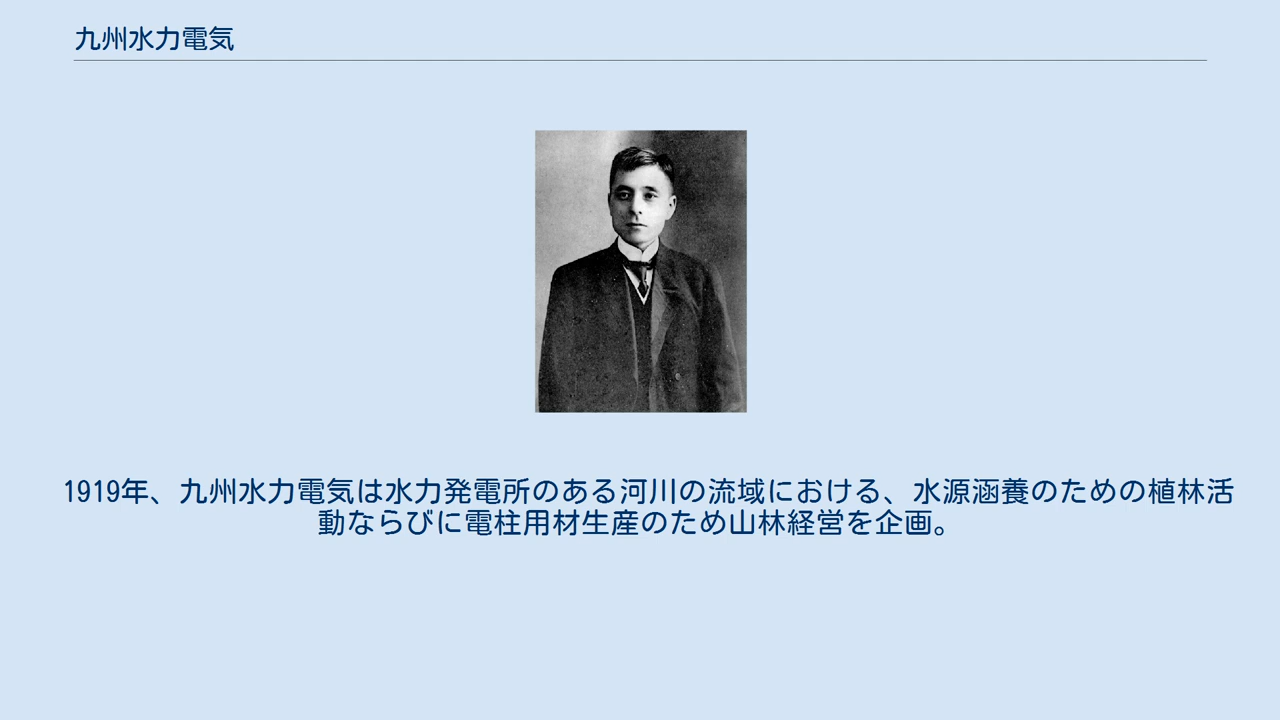 九州水力電気
1919年、九州水力電気は水力発電所のある河川の流域における、水源涵養のための植林活
動ならびに電柱用材生産のため山林経営を企画。